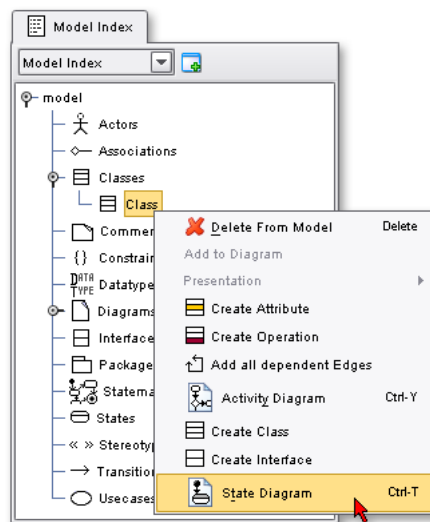 Model Index
Model Index
model
Actors
Associations
Classes
Class
Commen
{} Constrain
DATA TYPE Datatype
Diagrams
Interface
Package
Statema
States
« » Stereoty
Transition
Usecases
Delete From Model Delete
Add to Diagram
Presentation
Create Attribute
Create Operation
Add all dependent Edges
Activity Diagram Ctrl-Y
Create Class
Create Interface
State Diagram Ctrl-T